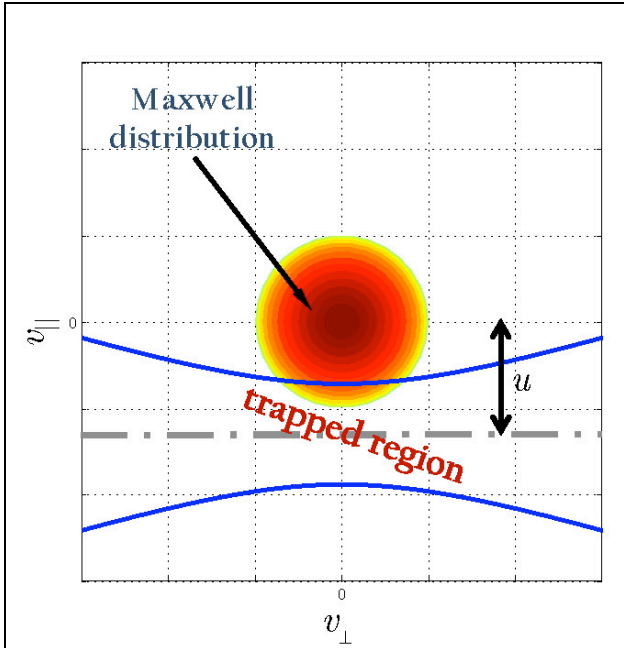 Maxwell
distribution
v||
0
u
trapped region
0
v⊥